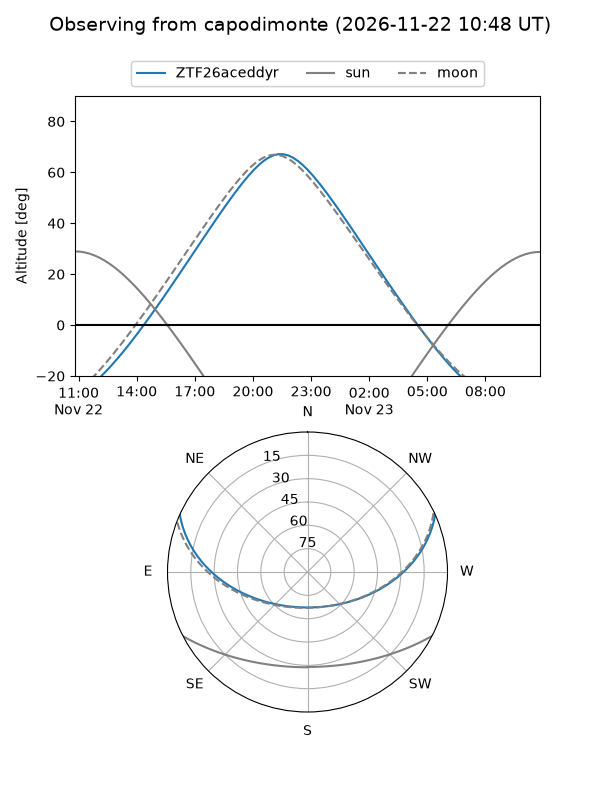 Observing from capodimonte (2026-11-22 10:48 UT)
ZTF26aceddyr
sun
moon
Altitude [deg]
80
60
40
20
0
−20
11:00 14:00 17:00 20:00 23:00 02:00 05:00 08:00
Nov 22 Nov 23
N
NE NW
15
30
45
60
75
E W
SE SW
S